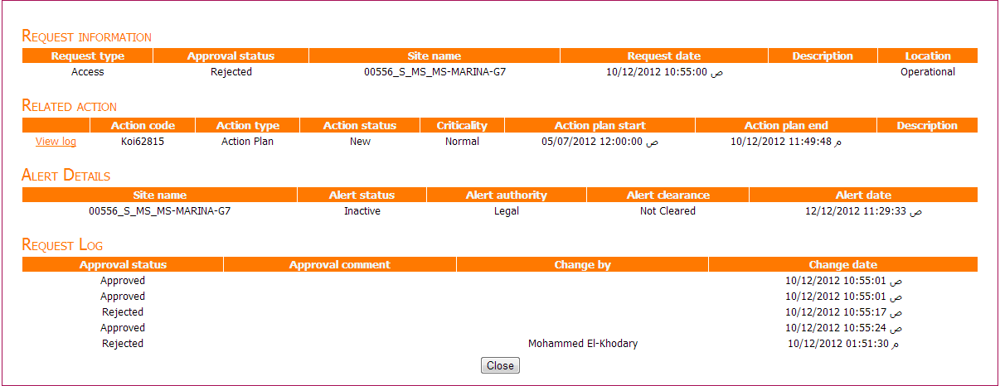 Request information
Request type Approval status Site name Request date Description Location
Access Rejected 00556_S_MS_MS-MARINA-G7 10/12/2012 10:55:00 ص Operational
Related action
Action code Action type Action status Criticality Action plan start Action plan end Description
View log Koi62815 Action Plan New Normal 05/07/2012 12:00:00 ص 10/12/2012 11:49:48 م
Alert Details
Site name Alert status Alert authority Alert clearance Alert date
00556_S_MS_MS-MARINA-G7 Inactive Legal Not Cleared 12/12/2012 11:29:33 ص
Request Log
Approval status Approval comment Change by Change date
Approved 10/12/2012 10:55:01 ص
Approved 10/12/2012 10:55:01 ص
Rejected 10/12/2012 10:55:17 ص
Approved 10/12/2012 10:55:24 ص
Rejected Mohammed El-Khodary 10/12/2012 01:51:30 م
Close